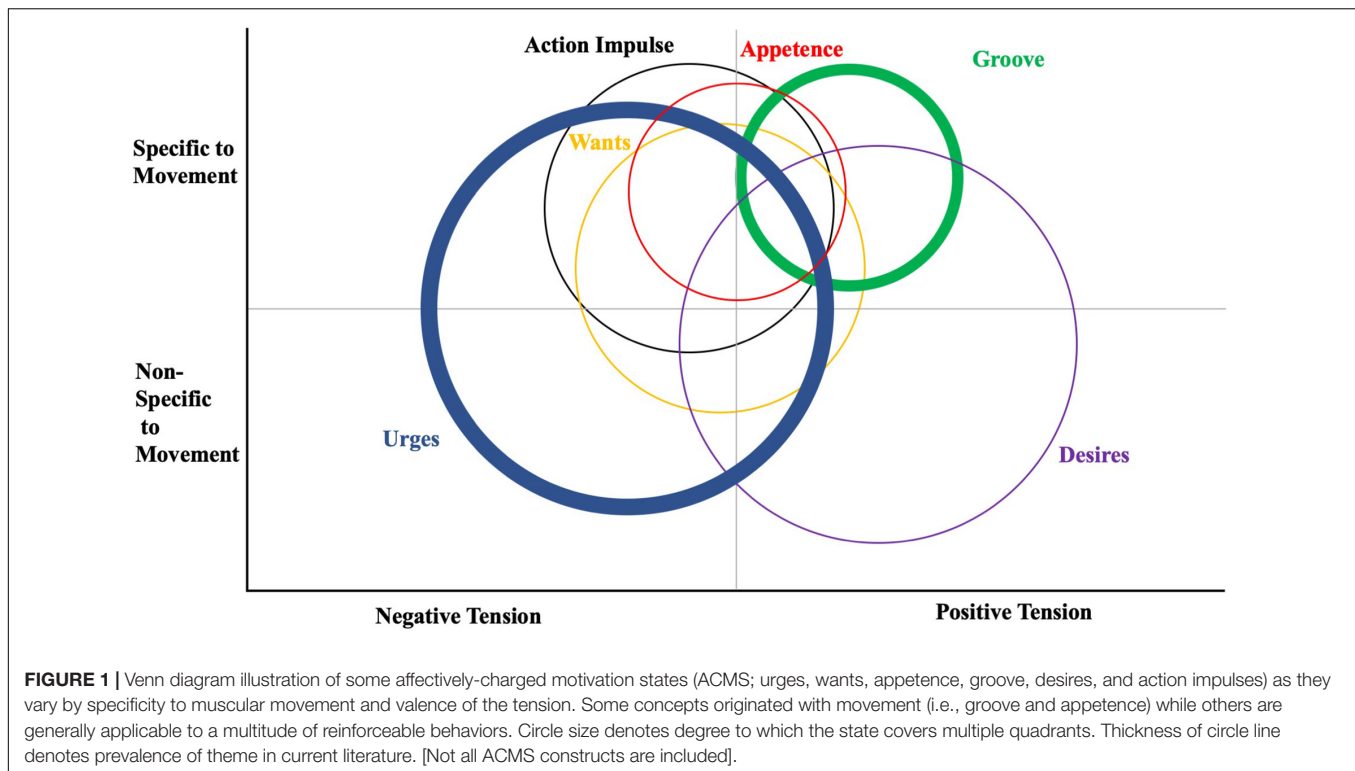 Action Impulse
Appetence
Groove
Specific to
Movement
Wants
Non-
Specific
to
Movement
Urges
Desires
Negative Tension
Positive Tension
FIGURE 1 | Venn diagram illustration of some affectively-charged motivation states (ACMS; urges, wants, appetence, groove, desires, and action impulses) as they
vary by specificity to muscular movement and valence of the tension. Some concepts originated with movement (i.e., groove and appetence) while others are
generally applicable to a multitude of reinforceable behaviors. Circle size denotes degree to which the state covers multiple quadrants. Thickness of circle line
denotes prevalence of theme in current literature. [Not all ACMS constructs are included].